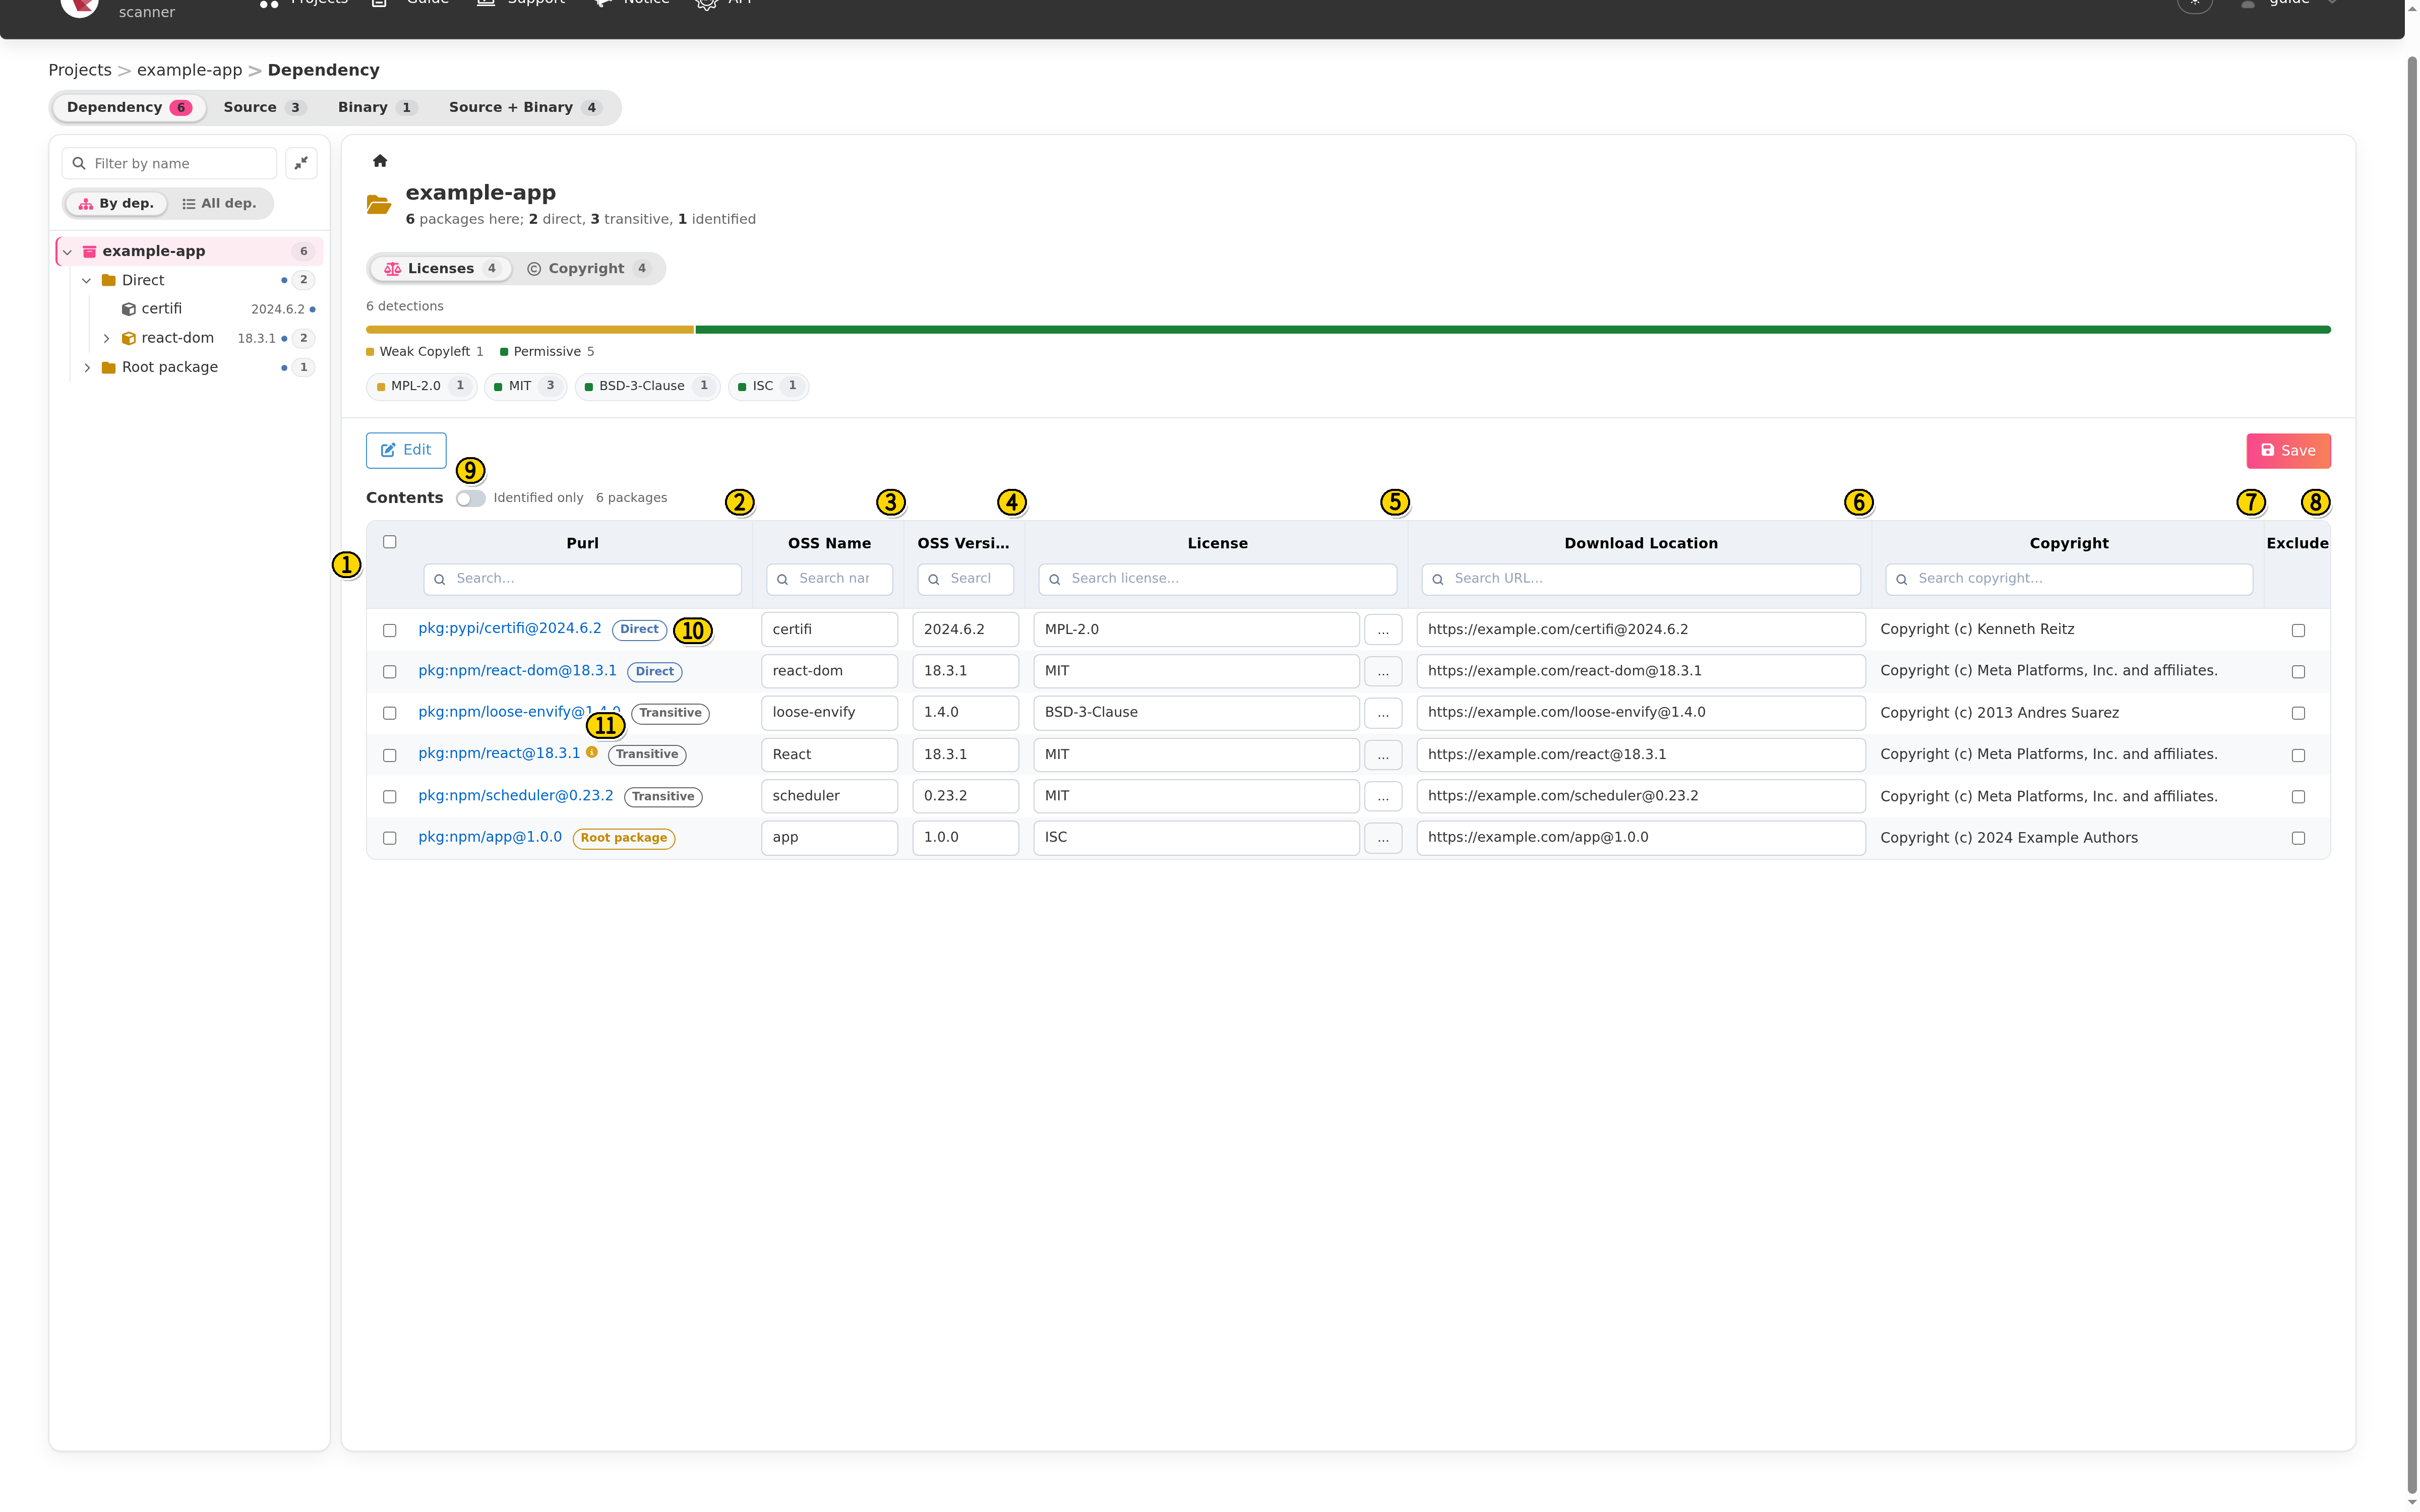 scanner Projects Guide Support Notice API guide
Projects > example-app > Dependency
Dependency 6 Source 3 Binary 1 Source + Binary 4
Filter by name
By dep. All dep.
example-app 6
Direct 2
certifi 2024.6.2
react-dom 18.3.1 2
Root package 1
example-app
6 packages here; 2 direct, 3 transitive, 1 identified
Licenses 4 Copyright 4
6 detections
Weak Copyleft 1 Permissive 5
MPL-2.0 1 MIT 3 BSD-3-Clause 1 ISC 1
Edit Save
9
Contents Identified only 6 packages
2 3 4 5 6 7 8
1
Purl OSS Name OSS Versi... License Download Location Copyright Exclude
Search... Search nar Search license... Search URL... Search copyright...
pkg:pypi/certifi@2024.6.2 Direct 10 certifi 2024.6.2 MPL-2.0 ... https://example.com/certifi@2024.6.2 Copyright (c) Kenneth Reitz
pkg:npm/react-dom@18.3.1 Direct react-dom 18.3.1 MIT ... https://example.com/react-dom@18.3.1 Copyright (c) Meta Platforms, Inc. and affiliates.
pkg:npm/loose-envify@1.4.0 Transitive loose-envify 1.4.0 BSD-3-Clause ... https://example.com/loose-envify@1.4.0 Copyright (c) 2013 Andres Suarez
11
pkg:npm/react@18.3.1 Transitive React 18.3.1 MIT ... https://example.com/react@18.3.1 Copyright (c) Meta Platforms, Inc. and affiliates.
pkg:npm/scheduler@0.23.2 Transitive scheduler 0.23.2 MIT ... https://example.com/scheduler@0.23.2 Copyright (c) Meta Platforms, Inc. and affiliates.
pkg:npm/app@1.0.0 Root package app 1.0.0 ISC ... https://example.com/app@1.0.0 Copyright (c) 2024 Example Authors